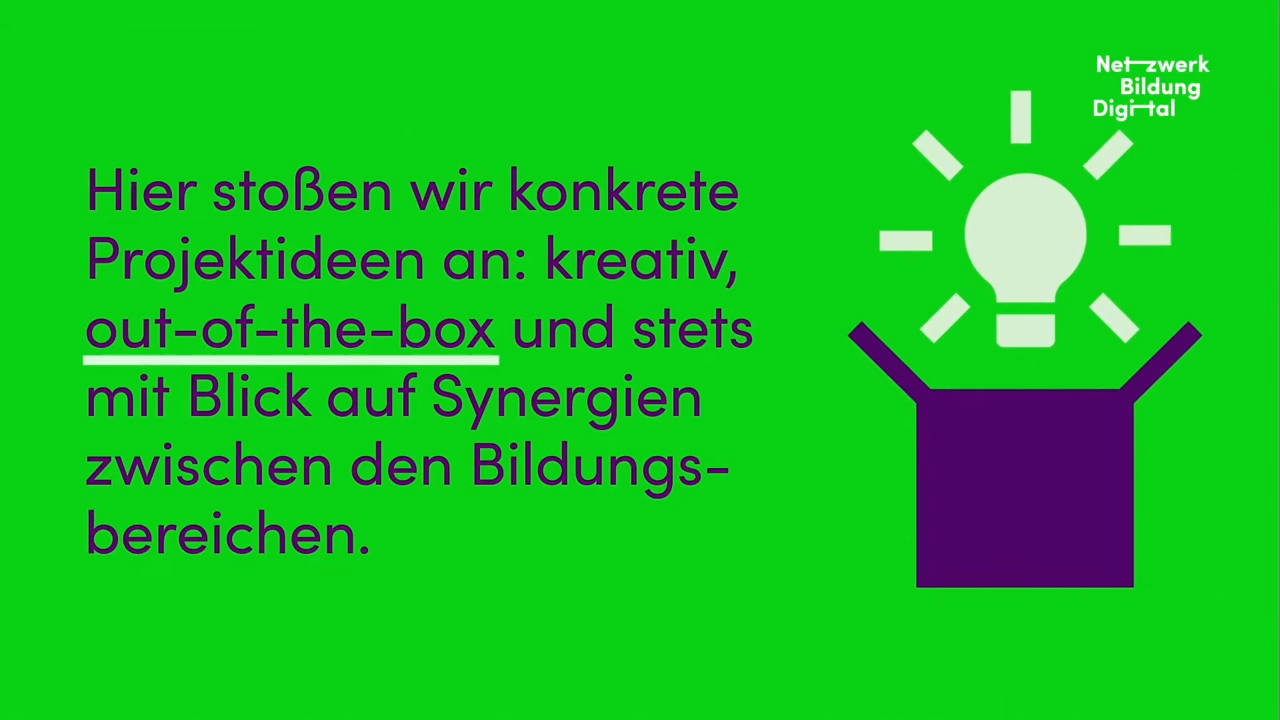 Netzwerk
Bildung
Digital
Hier stoßen wir konkrete
Projektideen an: kreativ,
out-of-the-box und stets
mit Blick auf Synergien
zwischen den Bildungs-
bereichen.